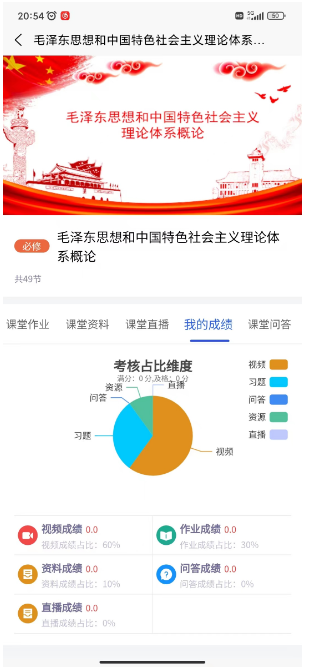 20:54
5G
50
毛泽东思想和中国特色社会主义理论体系…
毛泽东思想和中国特色社会主义
理论体系概论
必修
毛泽东思想和中国特色社会主义理论体
系概论
共49节
课堂作业
课堂资料
课堂直播
我的成绩
课堂问答
考核占比维度
满分：0 分,及格：0 分
直播
资源
问答
习题
视频
视频
习题
问答
资源
直播
视频成绩 0.0
视频成绩占比：60%
作业成绩 0.0
作业成绩占比：30%
资料成绩 0.0
资料成绩占比：10%
问答成绩 0.0
问答成绩占比：0%
直播成绩 0.0
直播成绩占比：0%